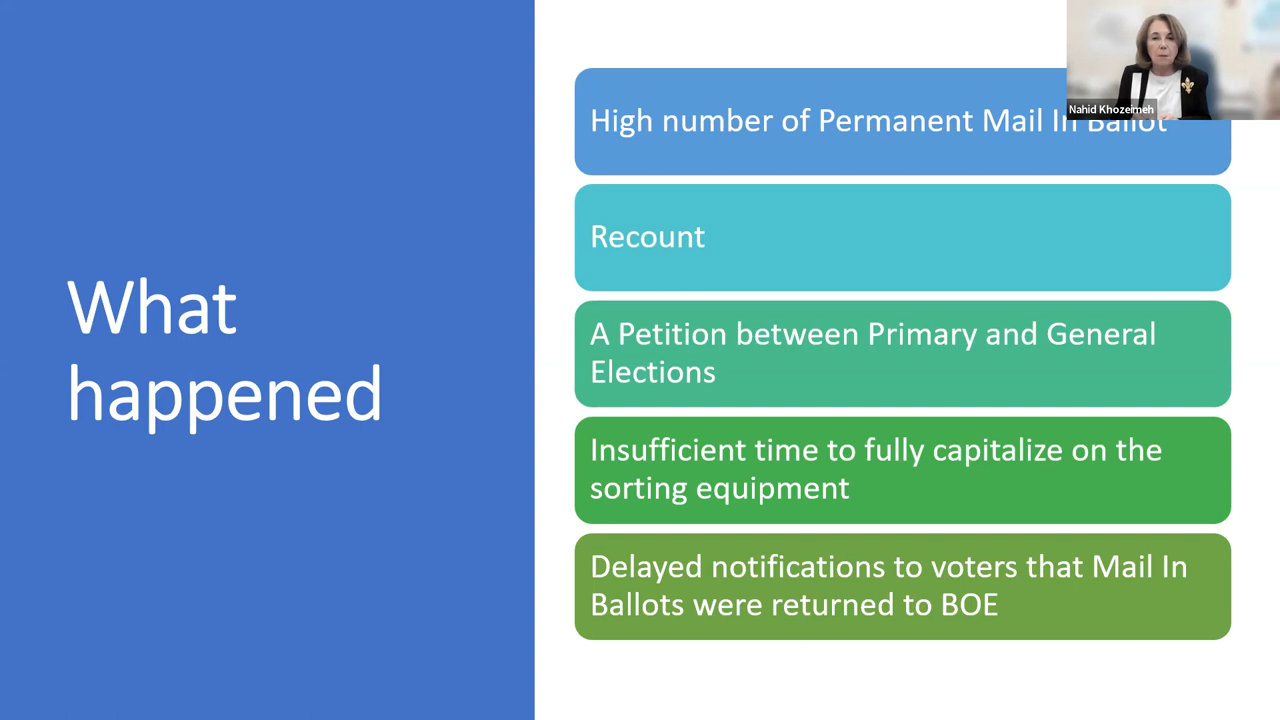 What
happened
High number of Permanent Mail In Ballot
Nahid Khozeimeh
Recount
A Petition between Primary and General
Elections
Insufficient time to fully capitalize on the
sorting equipment
Delayed notifications to voters that Mail In
Ballots were returned to BOE